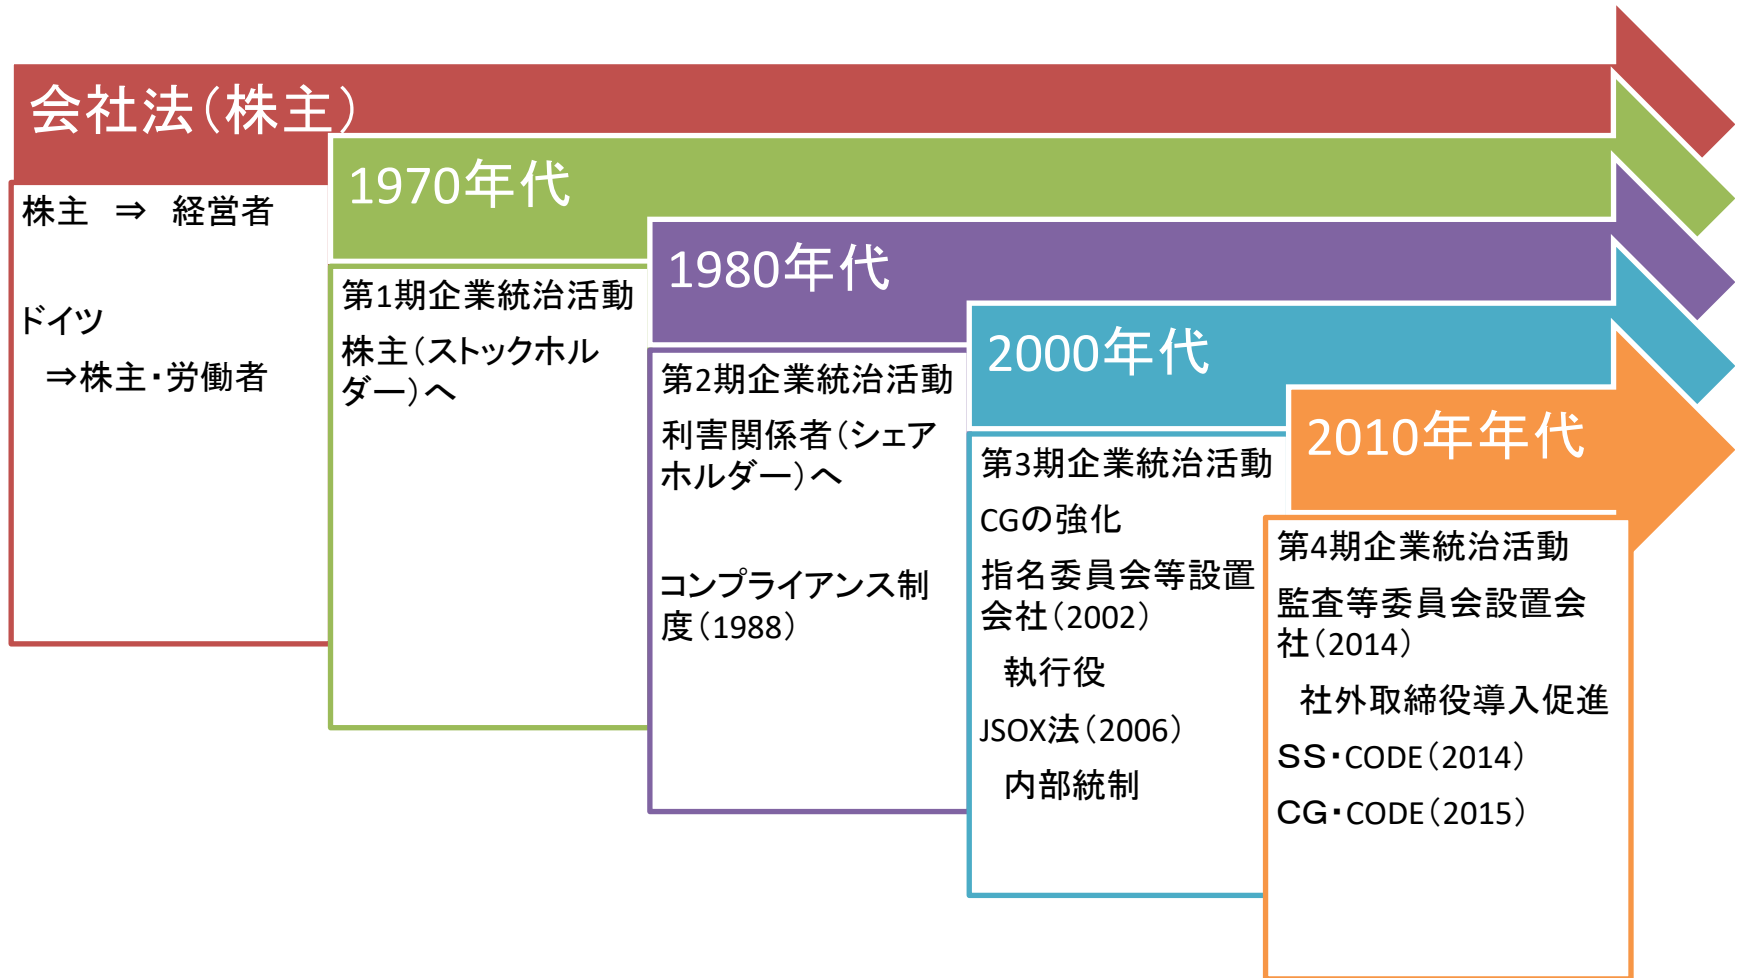 会社法（株主）
株主　⇒　経営者
ドイツ
⇒株主・労働者
1970年代
第1期企業統治活動
株主（ストックホル
ダー）へ
1980年代
第2期企業統治活動
利害関係者（シェア
ホルダー）へ
コンプライアンス制
度（1988）
2000年代
第3期企業統治活動
CGの強化
指名委員会等設置
会社（2002）
執行役
JSOX法（2006）
内部統制
2010年年代
第4期企業統治活動
監査等委員会設置会
社（2014）
社外取締役導入促進
ＳＳ・CODE（2014）
ＣＧ・CODE（2015）